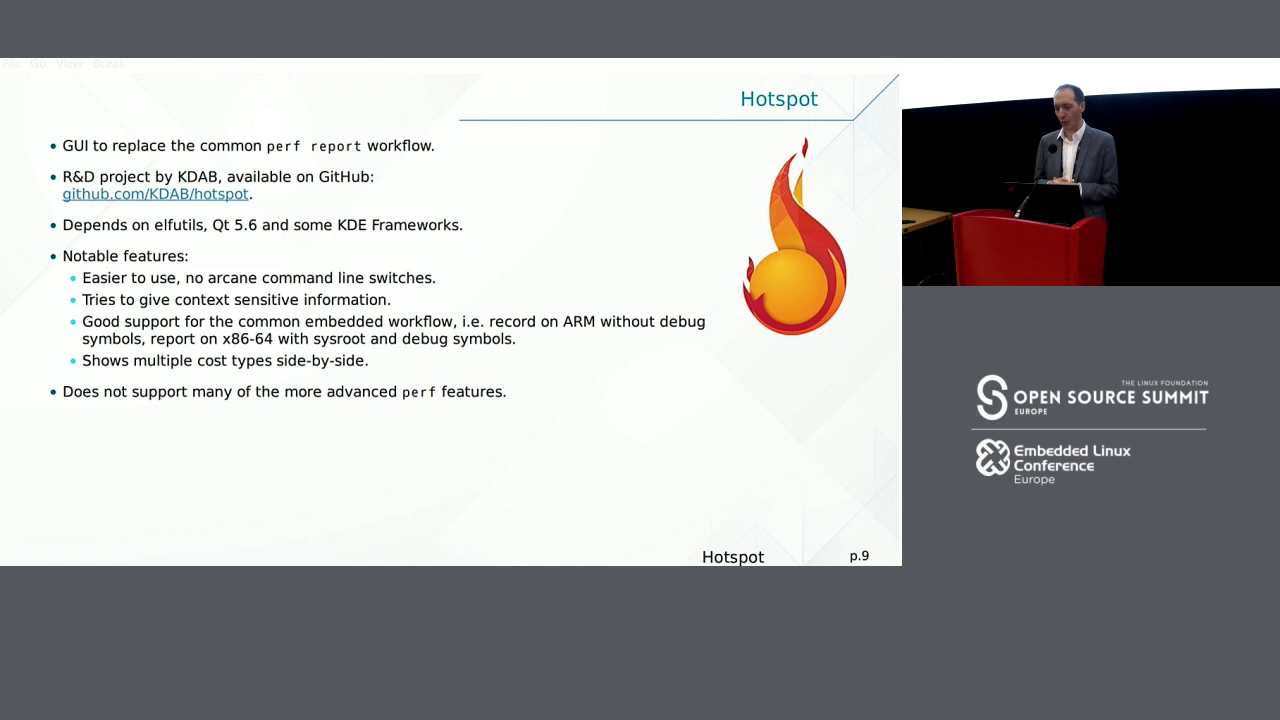 File Go View Break
Hotspot
• GUI to replace the common perf report workflow.
• R&D project by KDAB, available on GitHub:
github.com/KDAB/hotspot.
• Depends on elfutils, Qt 5.6 and some KDE Frameworks.
• Notable features:
• Easier to use, no arcane command line switches.
• Tries to give context sensitive information.
• Good support for the common embedded workflow, i.e. record on ARM without debug
symbols, report on x86-64 with sysroot and debug symbols.
• Shows multiple cost types side-by-side.
• Does not support many of the more advanced perf features.
Hotspot
p.9
THE LINUX FOUNDATION
OPEN SOURCE SUMMIT
EUROPE
Embedded Linux
Conference
Europe